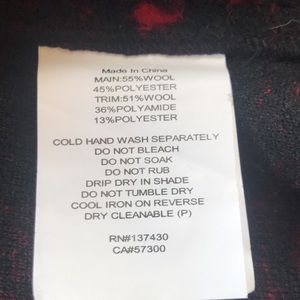 Made In China
MAIN:55%WOOL
45%POLYESTER
TRIM:51%WOOL
36%POLYAMIDE
13%POLYESTER
COLD HAND WASH SEPARATELY
DO NOT BLEACH
DO NOT SOAK
DO NOT RUB
DRIP DRY IN SHADE
DO NOT TUMBLE DRY
COOL IRON ON REVERSE
DRY CLEANABLE (P)
RN#137430
CA#57300